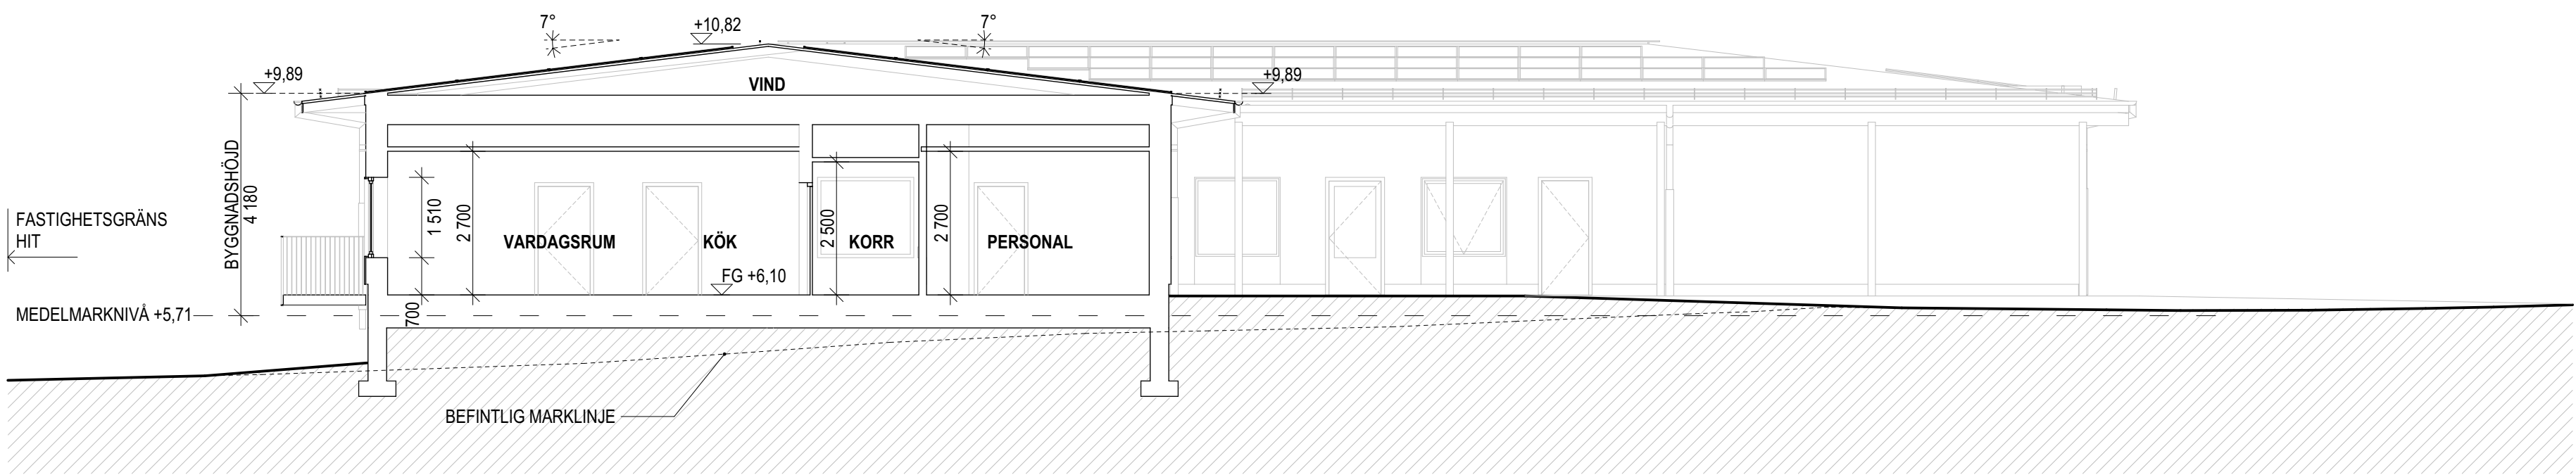 7°
+10,82
7°
+9,89
+9,89
VIND
BYGGNADSHÖJD
4 180
FASTIGHETSGRÄNS
HIT
1 510
2 700
VARDAGSRUM
KÖK
2 500
KORR
2 700
PERSONAL
FG +6,10
MEDELMARKNIVÅ +5,71
700
BEFINTLIG MARKLINJE